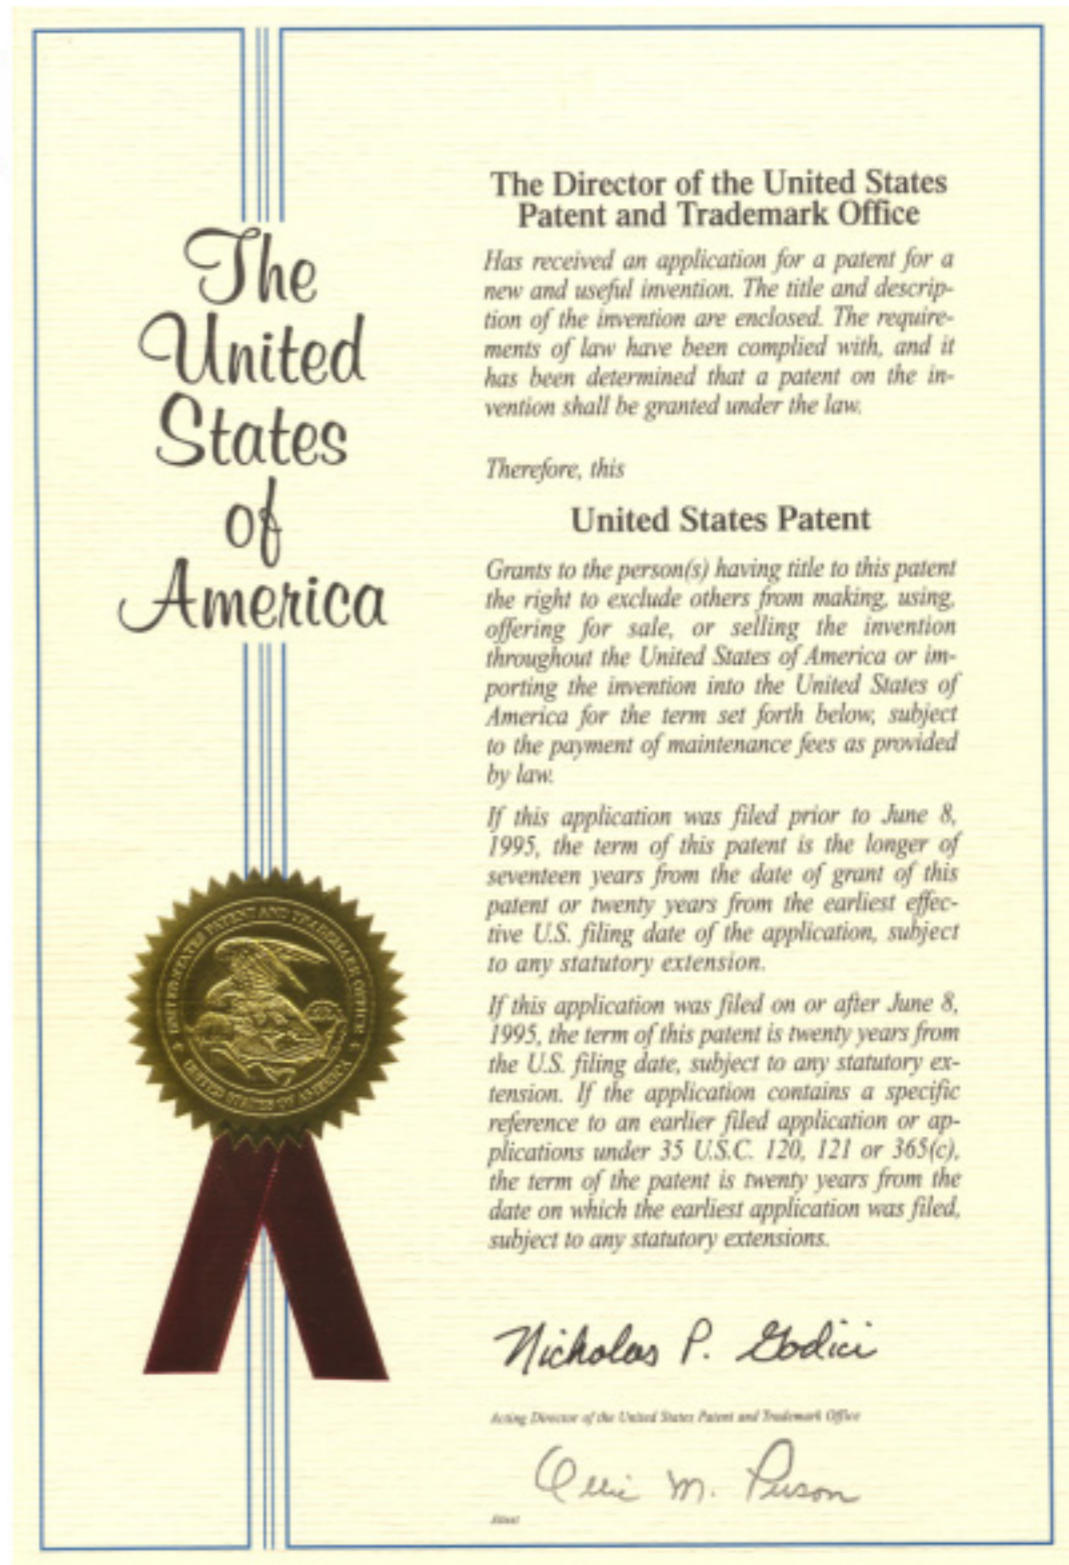 The
United
States
of
America
The Director of the United States
Patent and Trademark Office
Has received an application for a patent for a
new and useful invention. The title and descrip-
tion of the invention are enclosed. The require-
ments of law have been complied with, and it
has been determined that a patent on the in-
vention shall be granted under the law.
Therefore, this
United States Patent
Grants to the person(s) having title to this patent
the right to exclude others from making, using,
offering for sale, or selling the invention
throughout the United States of America or im-
porting the invention into the United States of
America for the term set forth below, subject
to the payment of maintenance fees as provided
by law.
If this application was filed prior to June 8,
1995, the term of this patent is the longer of
seventeen years from the date of grant of this
patent or twenty years from the earliest effec-
tive U.S. filing date of the application, subject
to any statutory extension.
If this application was filed on or after June 8,
1995, the term of this patent is twenty years from
the U.S. filing date, subject to any statutory ex-
tension. If the application contains a specific
reference to an earlier filed application or ap-
plications under 35 U.S.C. 120, 121 or 365(c),
the term of the patent is twenty years from the
date on which the earliest application was filed,
subject to any statutory extensions.
Nicholas P. Godici
Acting Director of the United States Patent and Trademark Office
Ollie M. Person
Attest
UNITED STATES PATENT AND TRADEMARK OFFICE
UNITED STATES OF AMERICA